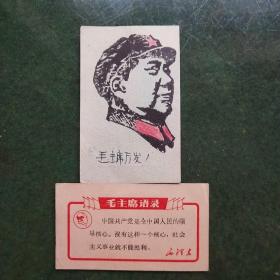 毛主席万岁！
毛主席语录
中国共产党是全中国人民的领
导核心。没有这样一个核心，社会
主义事业就不能胜利。
毛泽东